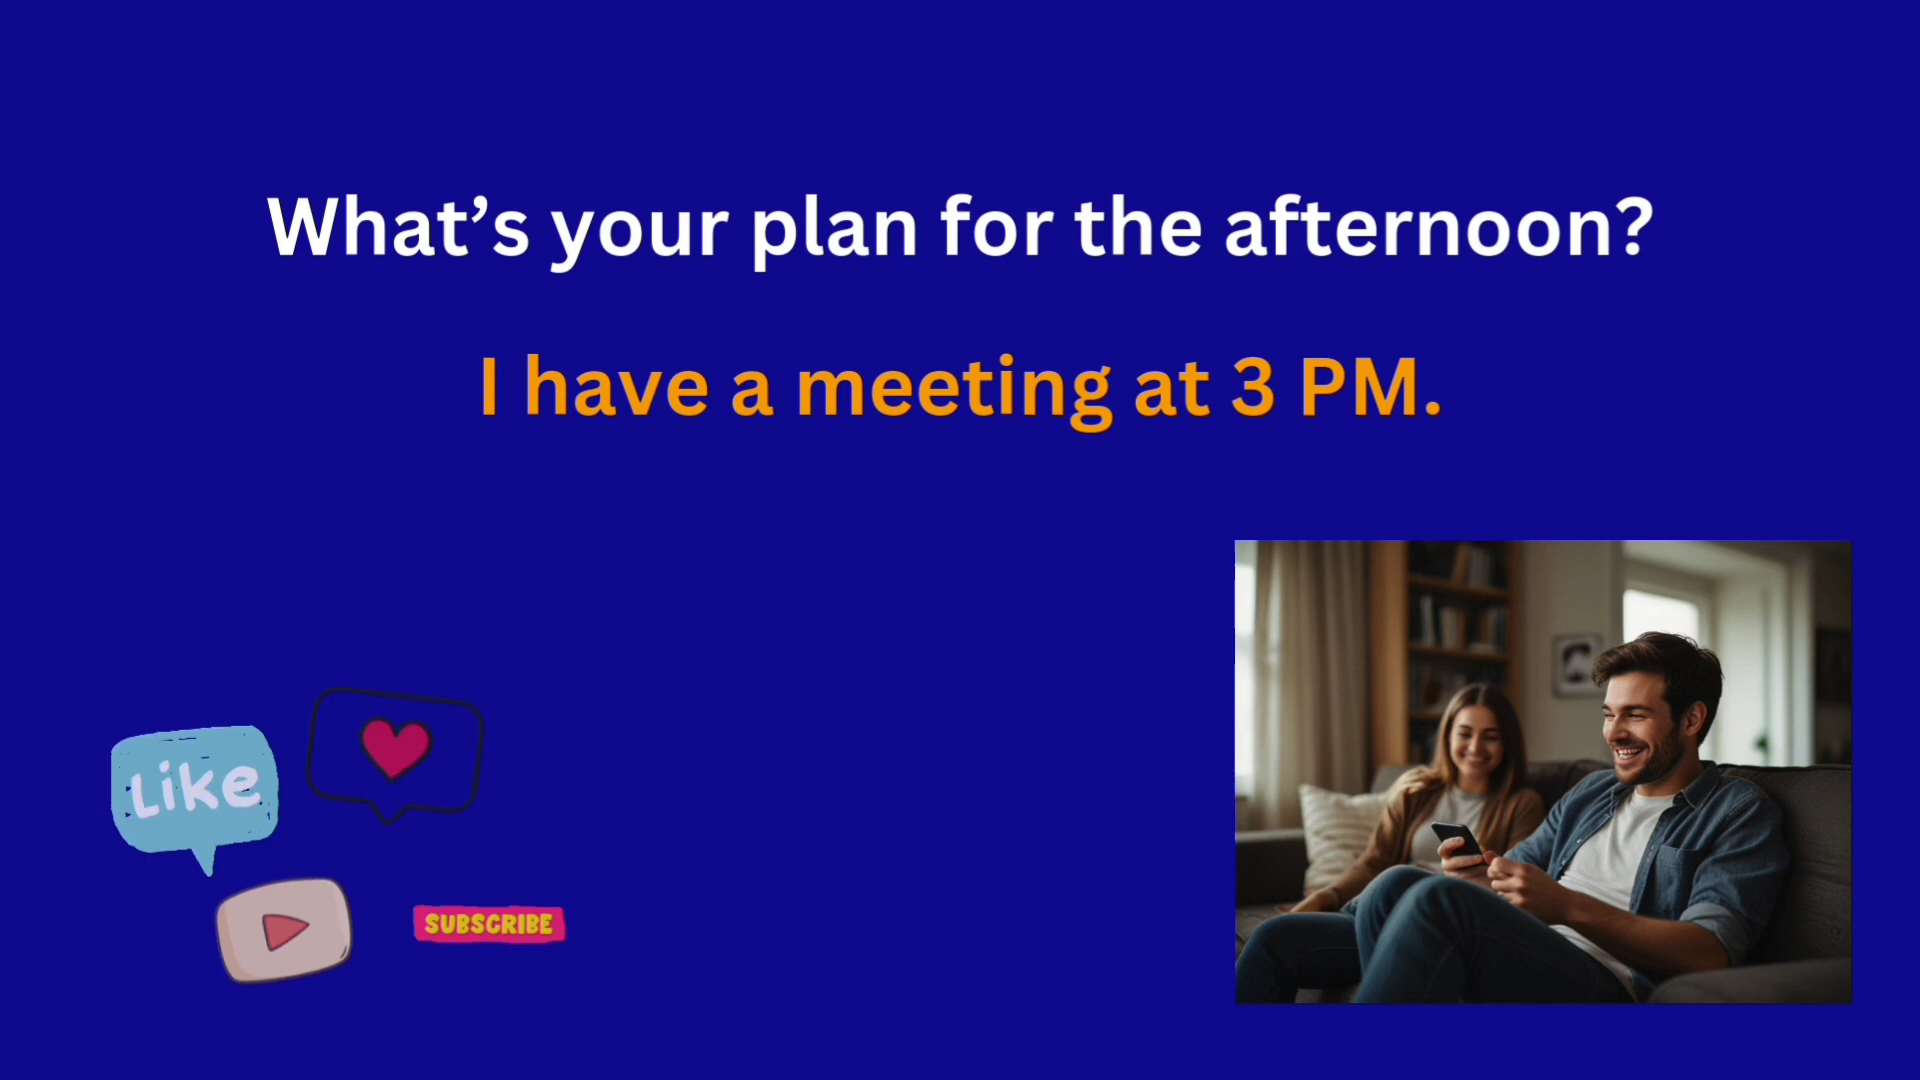 What’s your plan for the afternoon?
I have a meeting at 3 PM.
Like
SUBSCRIBE